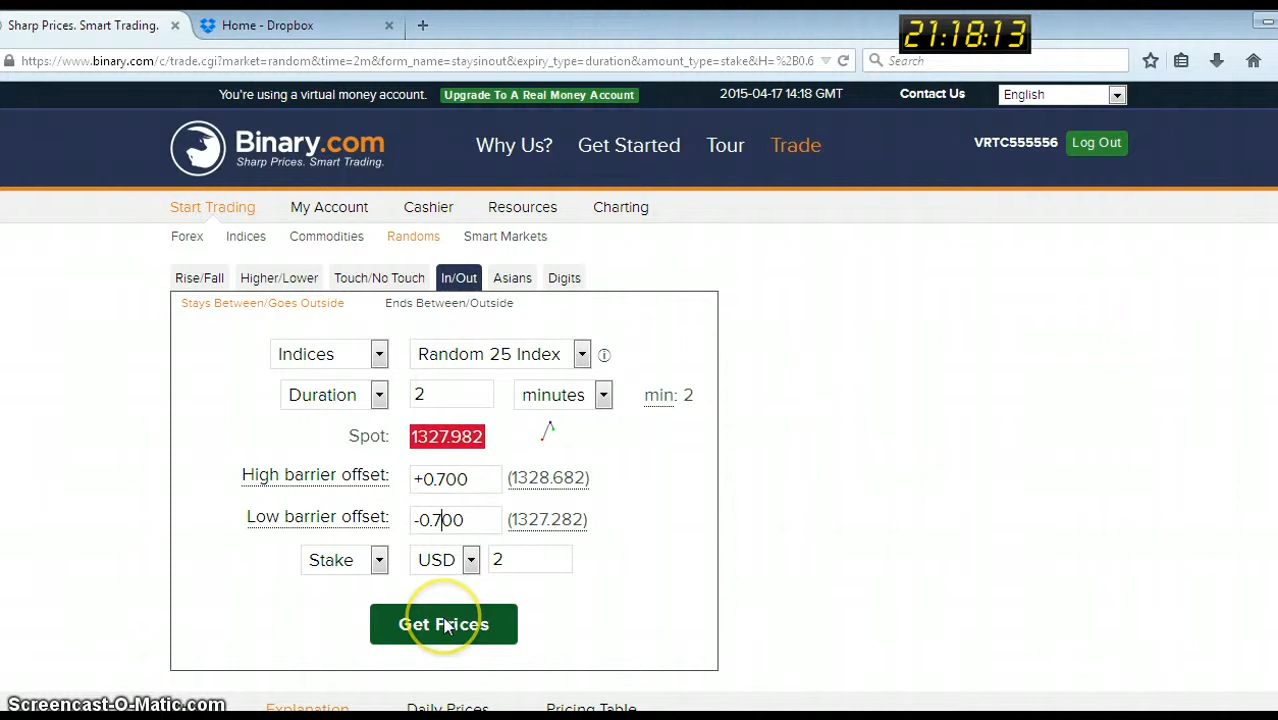 Sharp Prices. Smart Trading. Home - Dropbox
21:18:13
https://www.binary.com/c/trade.cgi?market=random&time=2m&form_name=staysinout&expiry_type=duration&amount_type=stake&H=%2B0.6 Search
You're using a virtual money account. Upgrade To A Real Money Account 2015-04-17 14:18 GMT Contact Us English
Binary.com
Sharp Prices. Smart Trading.
Why Us? Get Started Tour Trade VRTC555556 Log Out
Start Trading My Account Cashier Resources Charting
Forex Indices Commodities Randoms Smart Markets
Rise/Fall Higher/Lower Touch/No Touch In/Out Asians Digits
Stays Between/Goes Outside Ends Between/Outside
Indices Random 25 Index
Duration 2 minutes min: 2
Spot: 1327.982
High barrier offset: +0.700 (1328.682)
Low barrier offset: -0.700 (1327.282)
Stake USD 2
Get Prices
Explanation Daily Prices Pricing Table
Screencast-O-Matic.com